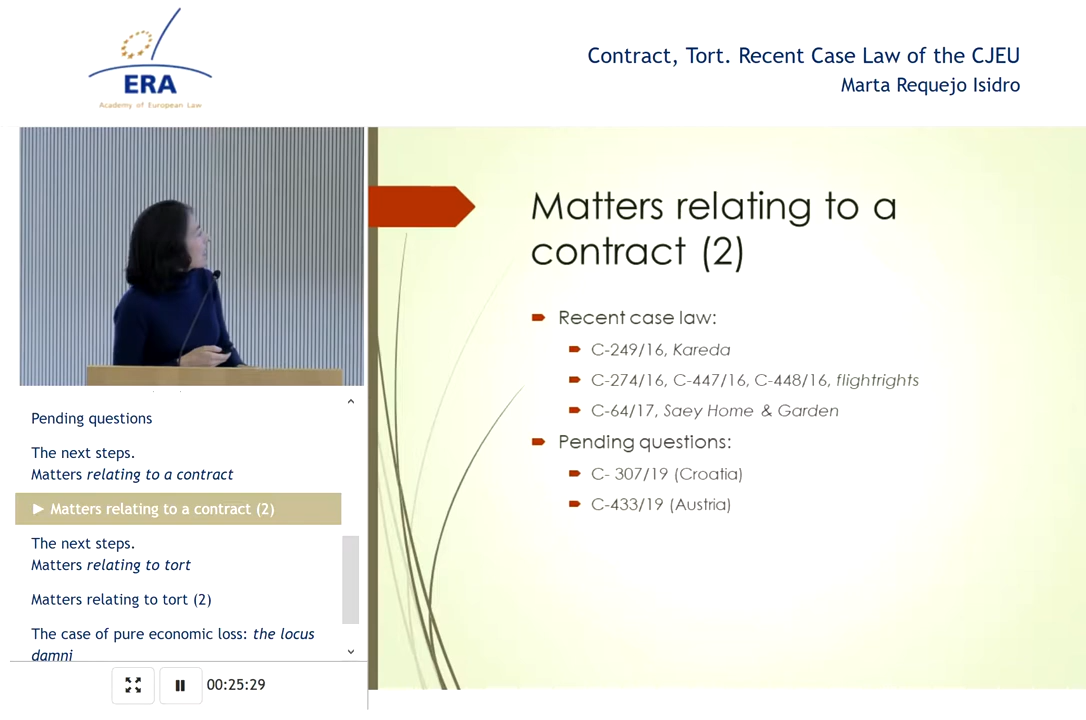 ERA
Academy of European Law
Contract, Tort. Recent Case Law of the CJEU
Marta Requejo Isidro
Matters relating to a
contract (2)
Recent case law:
C-249/16, Kareda
C-274/16, C-447/16, C-448/16, flightrights
C-64/17, Saey Home & Garden
Pending questions:
C- 307/19 (Croatia)
C-433/19 (Austria)
Pending questions
The next steps.
Matters relating to a contract
Matters relating to a contract (2)
The next steps.
Matters relating to tort
Matters relating to tort (2)
The case of pure economic loss: the locus
damni
00:25:29